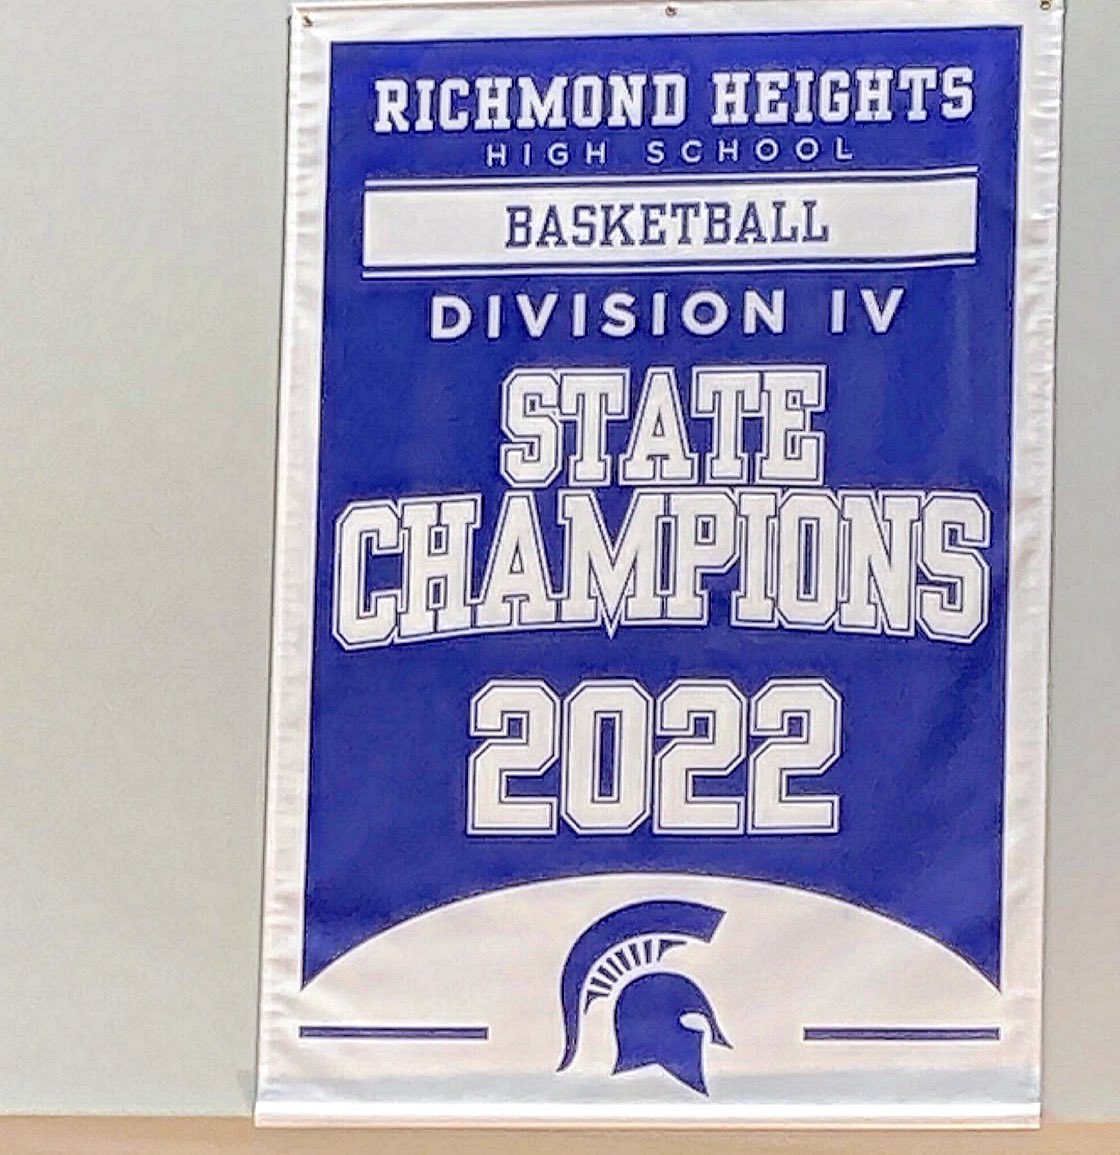 RICHMOND HEIGHTS
HIGH SCHOOL
BASKETBALL
DIVISION IV
STATE
CHAMPIONS
2022